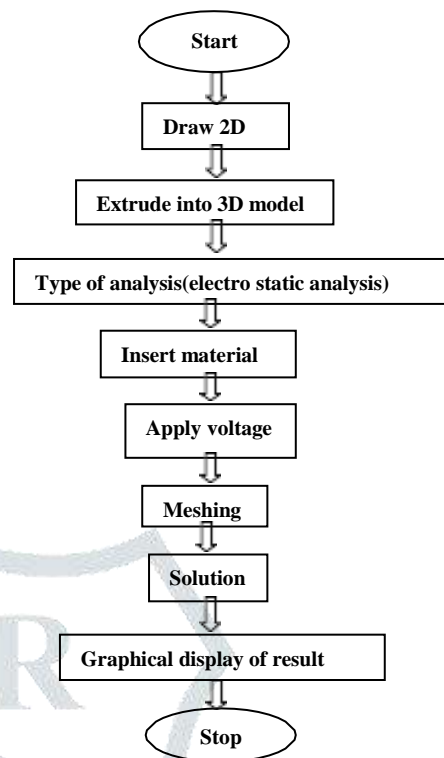 Start
Draw 2D
Extrude into 3D model
Type of analysis(electro static analysis)
Insert material
Apply voltage
Meshing
Solution
Graphical display of result
Stop
R